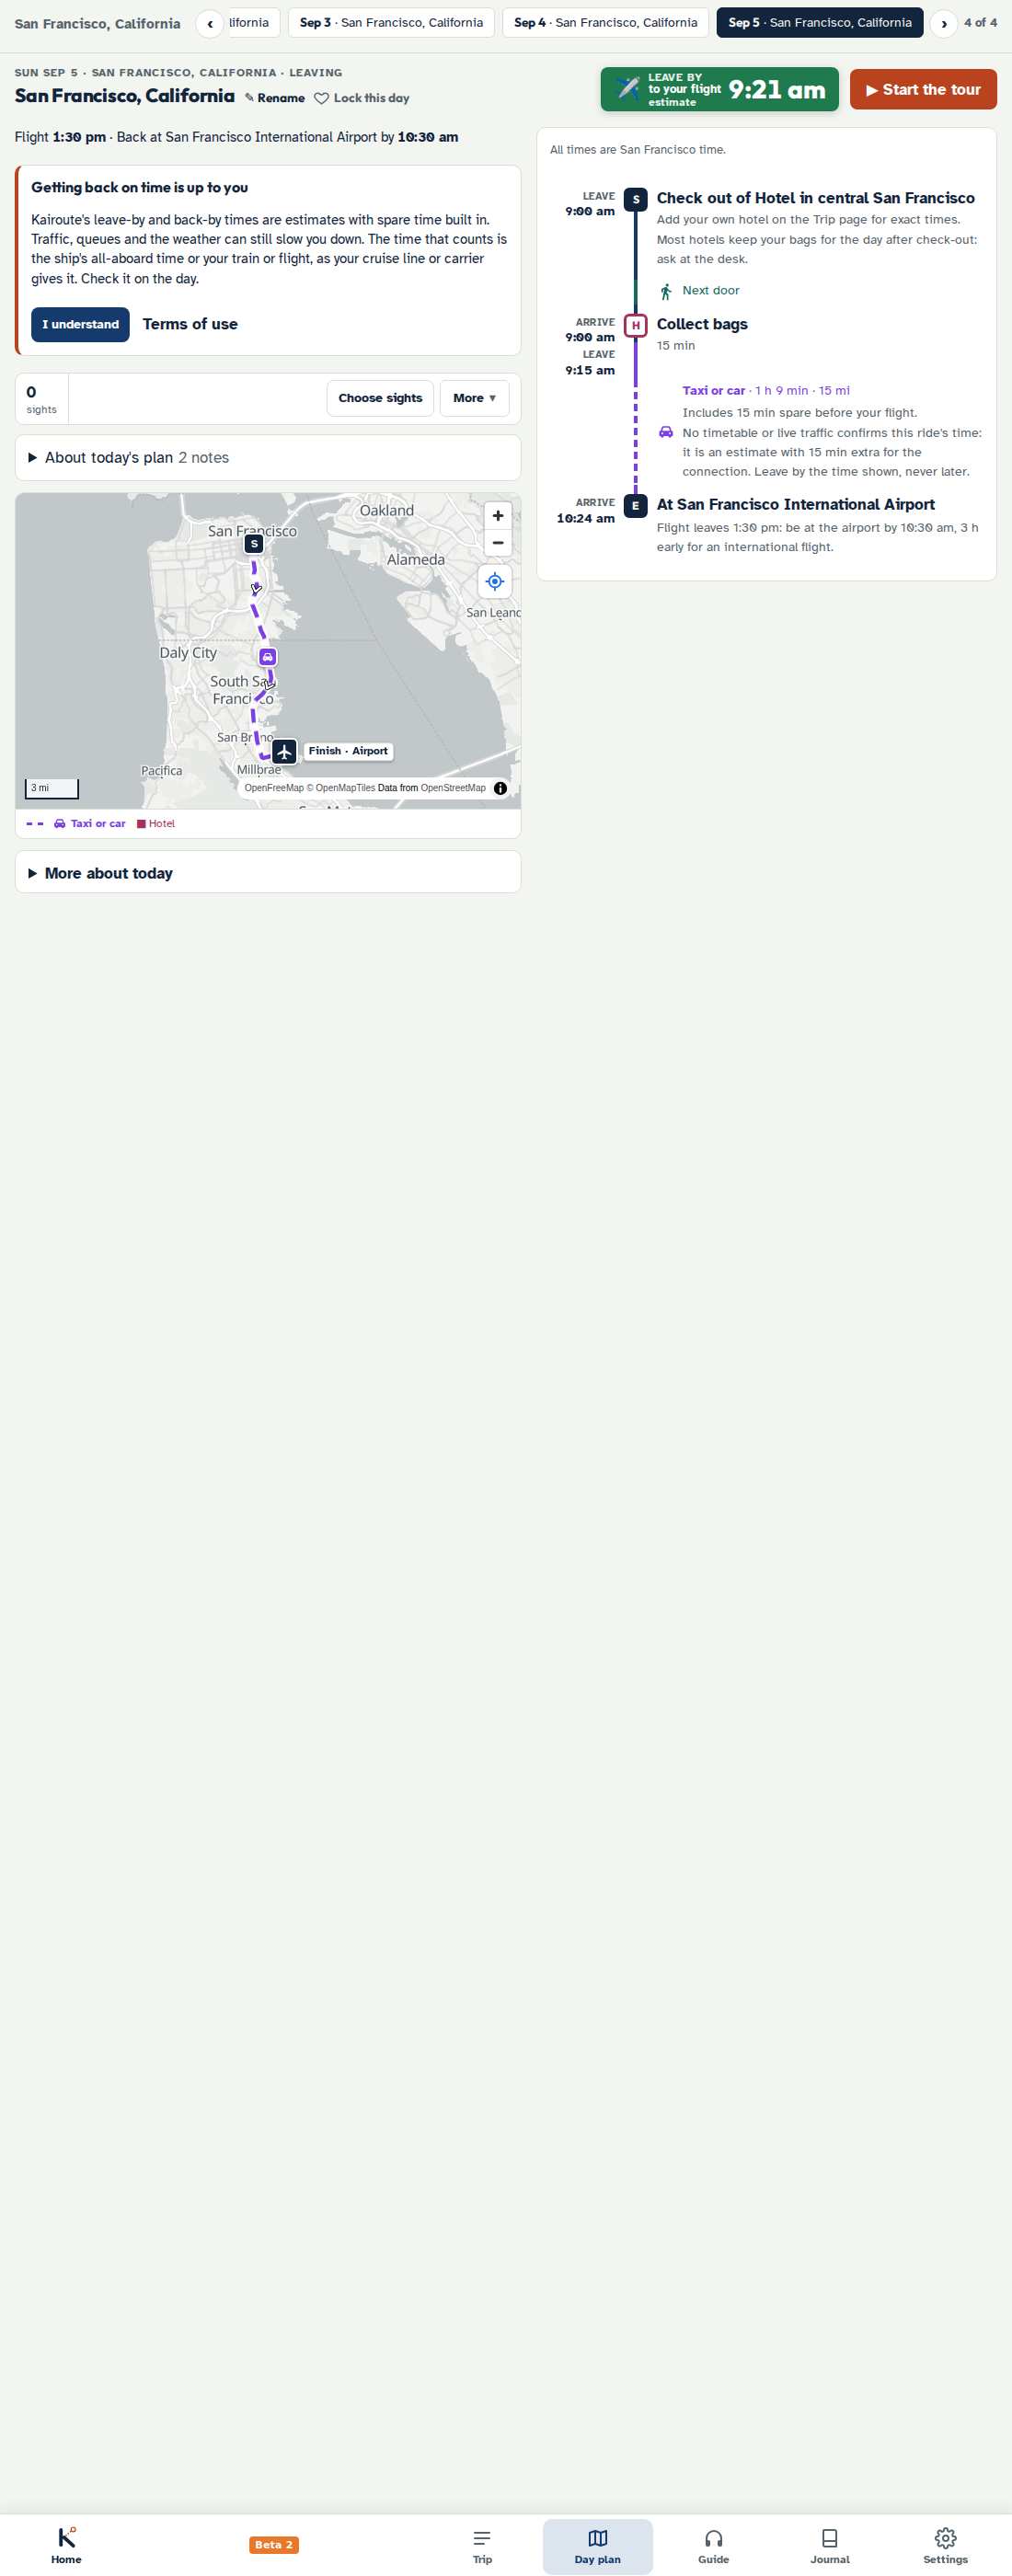 San Francisco, California
‹
lifornia
Sep 3 · San Francisco, California
Sep 4 · San Francisco, California
Sep 5 · San Francisco, California
›
4 of 4
SUN SEP 5 · SAN FRANCISCO, CALIFORNIA · LEAVING
San Francisco, California
✎ Rename
Lock this day
LEAVE BY
to your flight
estimate
9:21 am
▶ Start the tour
Flight 1:30 pm · Back at San Francisco International Airport by 10:30 am
Getting back on time is up to you
Kairoute's leave-by and back-by times are estimates with spare time built in.
Traffic, queues and the weather can still slow you down. The time that counts is
the ship's all-aboard time or your train or flight, as your cruise line or carrier
gives it. Check it on the day.
I understand
Terms of use
0
sights
Choose sights
More ▼
▶ About today's plan 2 notes
San Francisco
Oakland
S
Alameda
Daly City
South San
Francisco
San Bruno
Finish · Airport
Pacifica
Millbrae
3 mi
OpenFreeMap © OpenMapTiles Data from OpenStreetMap
Taxi or car
Hotel
▶ More about today
All times are San Francisco time.
LEAVE
9:00 am
S
Check out of Hotel in central San Francisco
Add your own hotel on the Trip page for exact times.
Most hotels keep your bags for the day after check-out:
ask at the desk.
Next door
ARRIVE
9:00 am
LEAVE
9:15 am
H
Collect bags
15 min
Taxi or car · 1 h 9 min · 15 mi
Includes 15 min spare before your flight.
No timetable or live traffic confirms this ride's time:
it is an estimate with 15 min extra for the
connection. Leave by the time shown, never later.
ARRIVE
10:24 am
E
At San Francisco International Airport
Flight leaves 1:30 pm: be at the airport by 10:30 am, 3 h
early for an international flight.
Home
Beta 2
Trip
Day plan
Guide
Journal
Settings